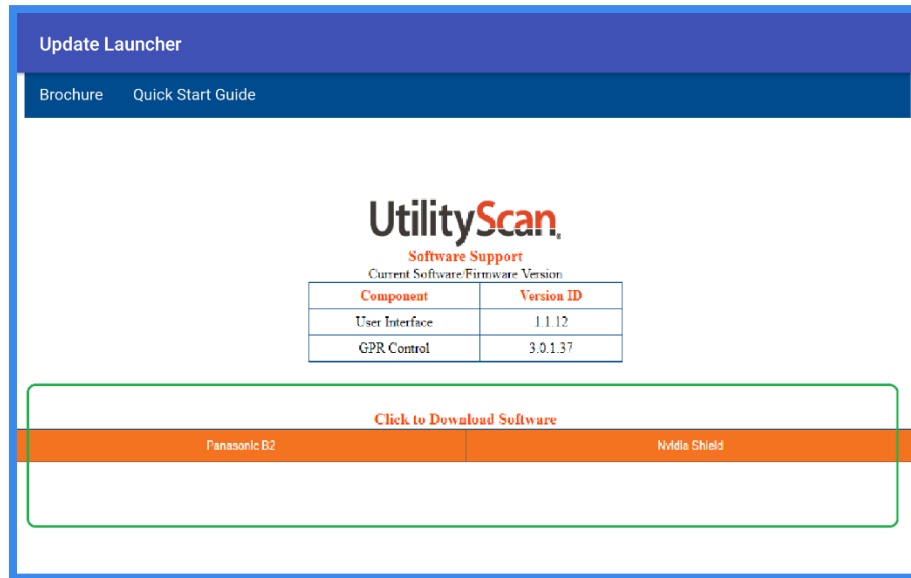 Update Launcher
Brochure Quick Start Guide
UtilityScan®
Software Support
Current Software/Firmware Version
Component Version ID
User Interface 1.1.12
GPR Control 3.0.1.37
Click to Download Software
Panasonic B2 Nvidia Shield